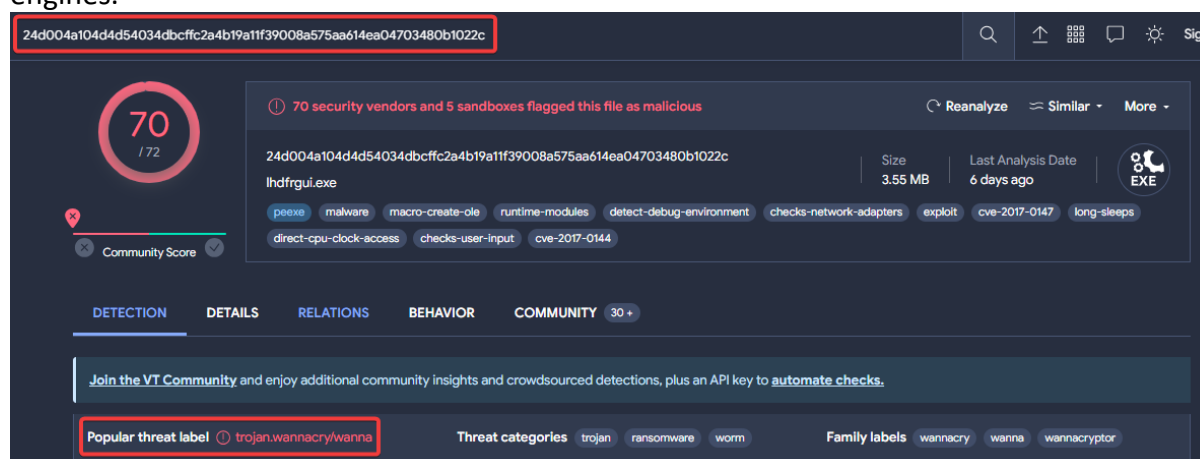 engines.
24d004a104d4d54034dbcffc2a4b19a11f39008a575aa614ea04703480b1022c
70
/ 72
70 security vendors and 5 sandboxes flagged this file as malicious
Reanalyze Similar More
24d004a104d4d54034dbcffc2a4b19a11f39008a575aa614ea04703480b1022c
lhdfrgui.exe
Size
3.55 MB
Last Analysis Date
6 days ago
EXE
peexe malware macro-create-ole runtime-modules detect-debug-environment checks-network-adapters exploit cve-2017-0147 long-sleeps
direct-cpu-clock-access checks-user-input cve-2017-0144
Community Score
DETECTION DETAILS RELATIONS BEHAVIOR COMMUNITY 30 +
Join the VT Community and enjoy additional community insights and crowdsourced detections, plus an API key to automate checks.
Popular threat label trojan.wannacry/wanna Threat categories trojan ransomware worm Family labels wannacry wanna wannacryptor